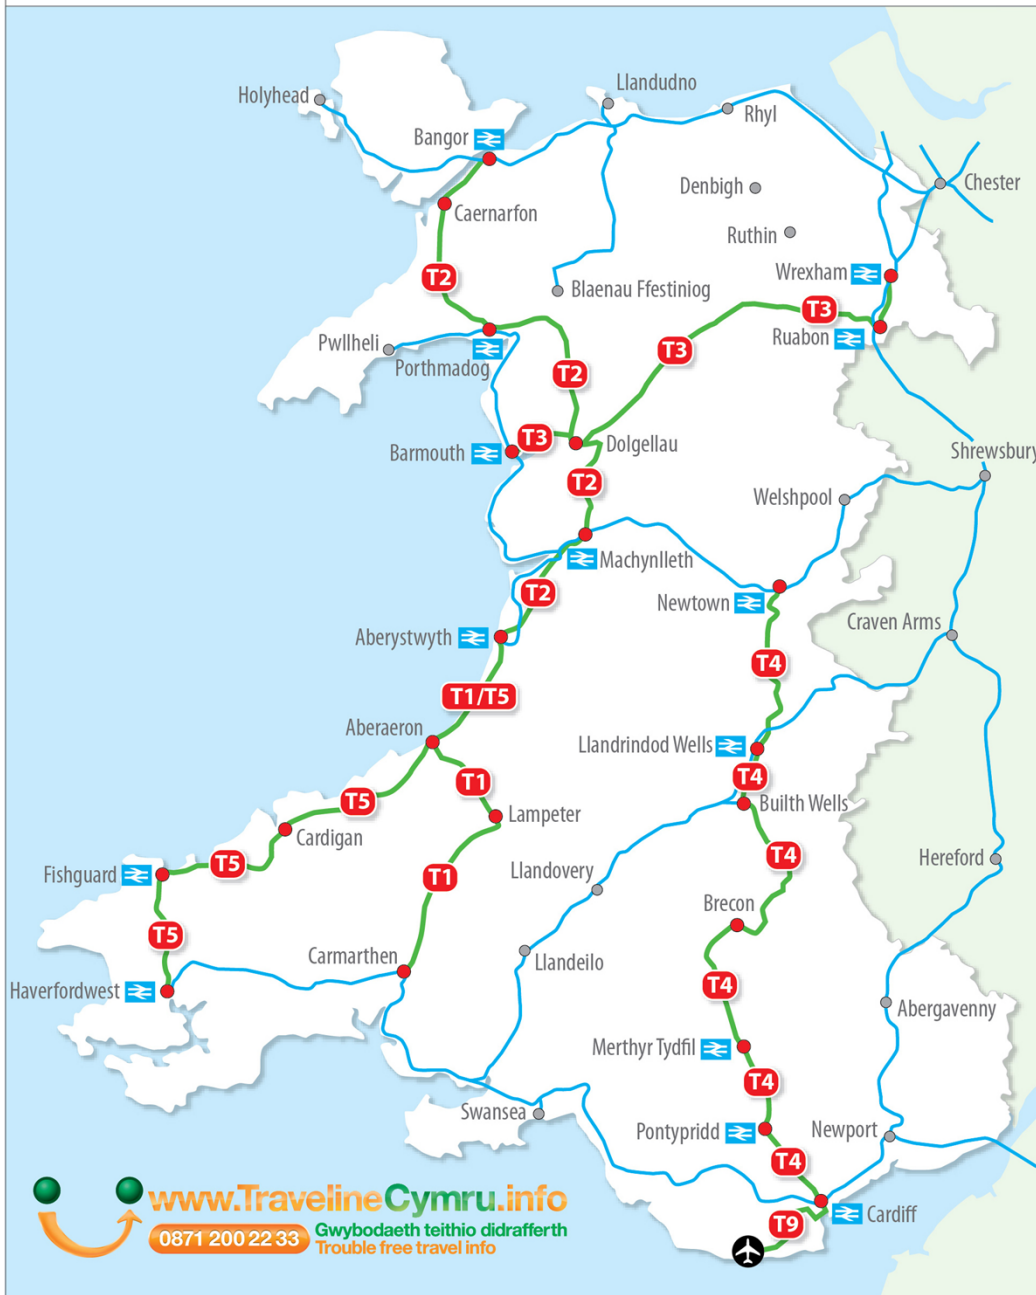 Llandudno
Holyhead
Rhyl
Bangor
Chester
Denbigh
Caernarfon
Ruthin
Wrexham
T2
Blaenau Ffestiniog
T3
Ruabon
Pwllheli
T3
Porthmadog
T2
T3
Dolgellau
Barmouth
Shrewsbury
T2
Welshpool
Machynlleth
T2
Newtown
Craven Arms
Aberystwyth
T4
T1/T5
Aberaeron
Llandrindod Wells
T4
T1
T5
Builth Wells
Lampeter
Cardigan
T4
Hereford
T5
Fishguard
Llandovery
T1
Brecon
T5
Carmarthen
Llandeilo
T4
Haverfordwest
Abergavenny
Merthyr Tydfil
T4
Swansea
Pontypridd
Newport
T4
www.TravelineCymru.info
Cardiff
T9
Gwybodaeth teithio didrafferth
0871 200 22 33
Trouble free travel info